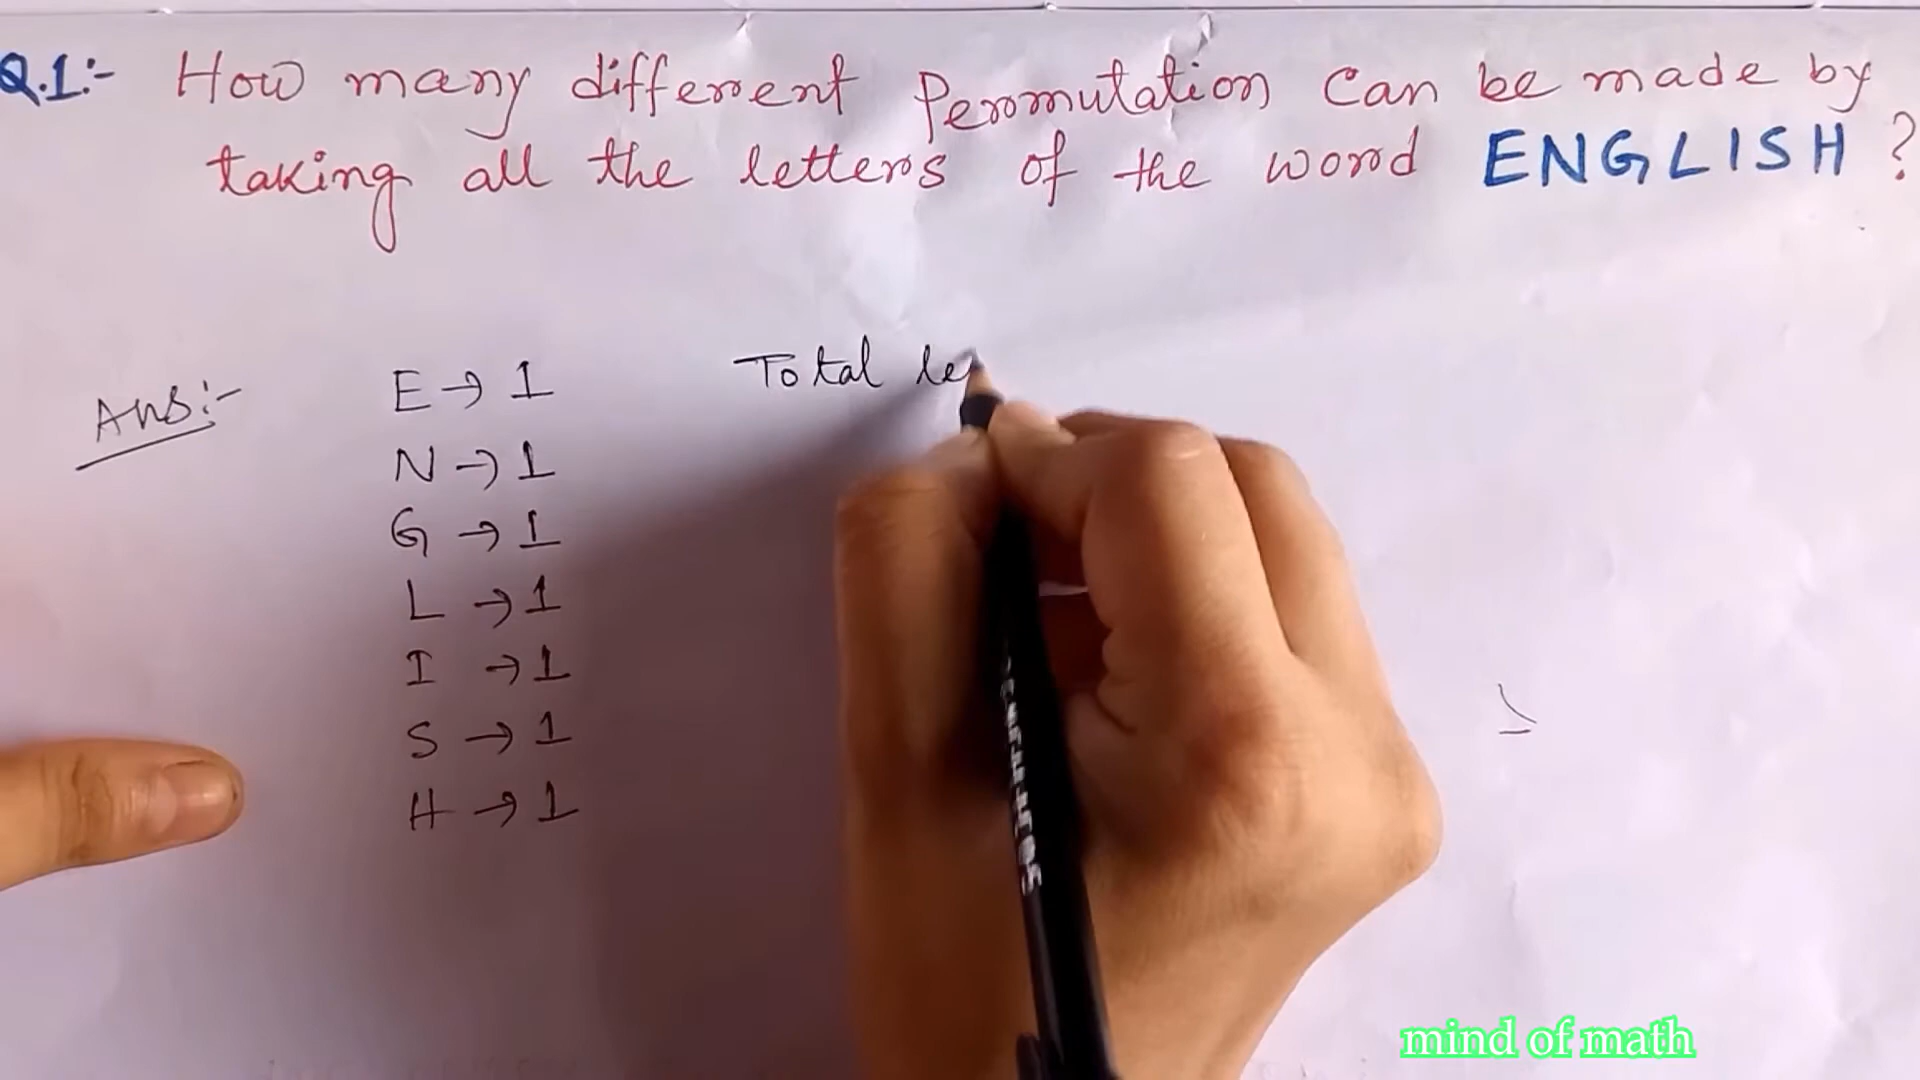 Q.1:- How many different Permutation can be made by
taking all the letters of the word ENGLISH ?
Ans:-
E → 1
N → 1
G → 1
L → 1
I → 1
S → 1
H → 1
Total le
mind of math